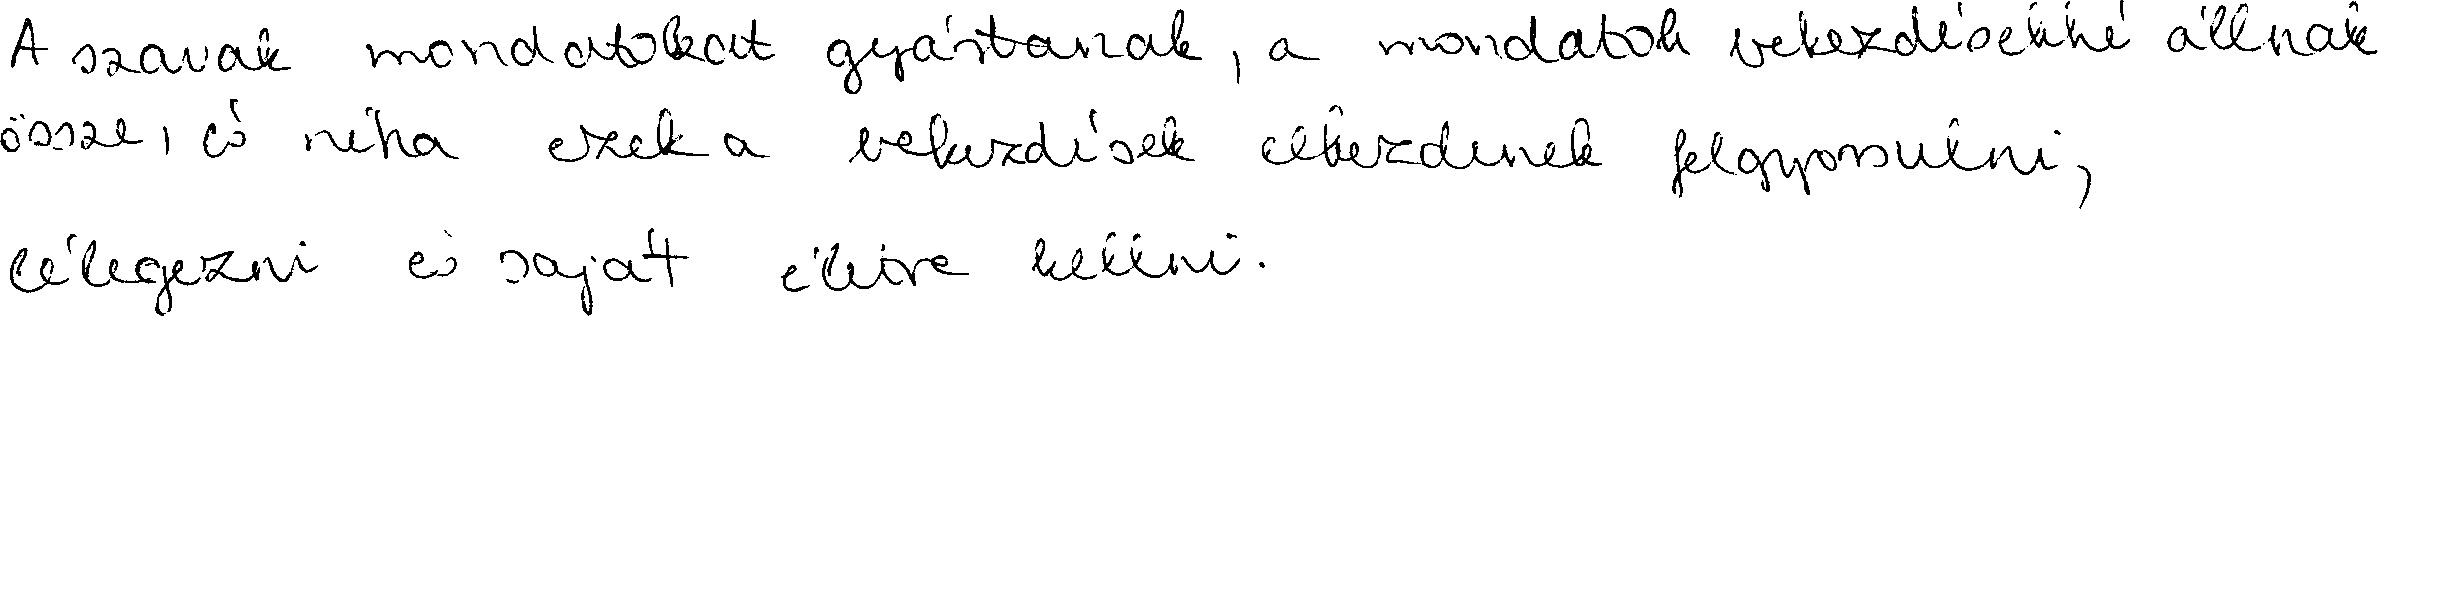 A szavak mondatokat gyártanak, a mondatok bekezdésekké állnak
össze, és néha ezek a bekezdések elkezdenek felgyorsulni,
lélegezni és saját életre kelni.